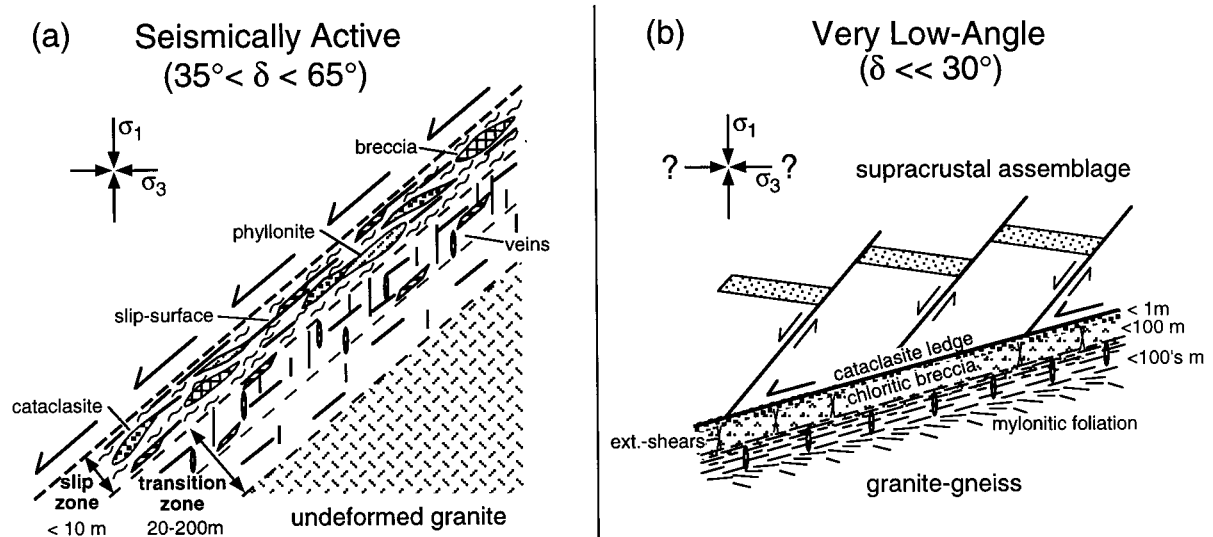 (a)
Seismically Active
(35°< δ < 65°)
σ1
σ3
breccia
phyllonite
veins
slip-surface
cataclasite
slip
zone
< 10 m
transition
zone
20-200m
undeformed granite
(b)
Very Low-Angle
(δ << 30°)
σ1
? σ3 ?
supracrustal assemblage
< 1m
<100 m
<100's m
cataclasite ledge
chloritic breccia
ext.-shears
mylonitic foliation
granite-gneiss